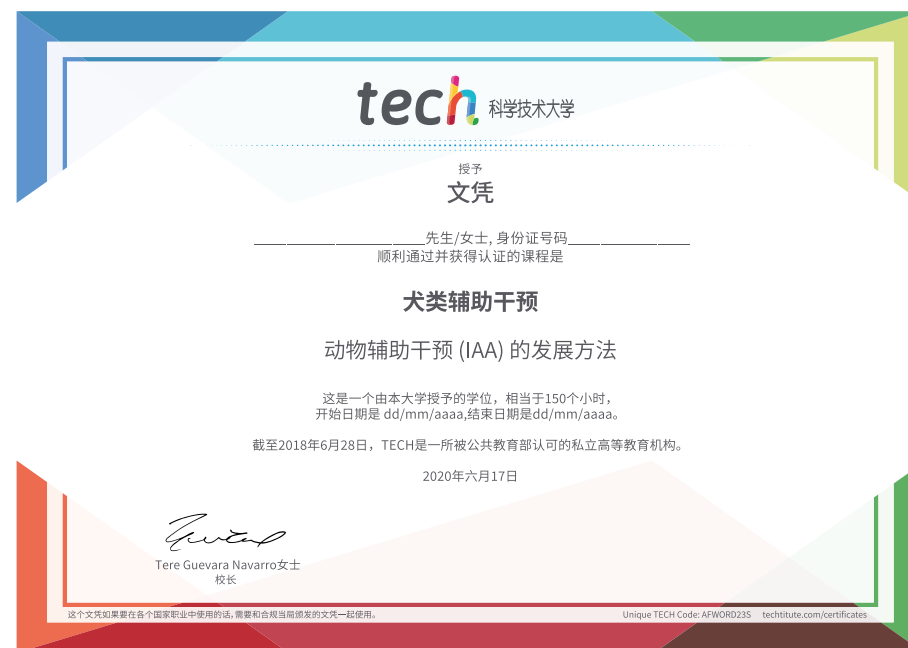 tech 科学技术大学
授予
文凭
____________________先生/女士, 身份证号码______________
顺利通过并获得认证的课程是
犬类辅助干预
动物辅助干预 (IAA) 的发展方法
这是一个由本大学授予的学位，相当于150个小时，
开始日期是 dd/mm/aaaa,结束日期是dd/mm/aaaa。
截至2018年6月28日，TECH是一所被公共教育部认可的私立高等教育机构。
2020年六月17日
Tere Guevara Navarro女士
校长
这个文凭如果要在各个国家职业中使用的话,需要和合规当局颁发的文凭一起使用。
Unique TECH Code: AFWORD23S techtitute.com/certificates